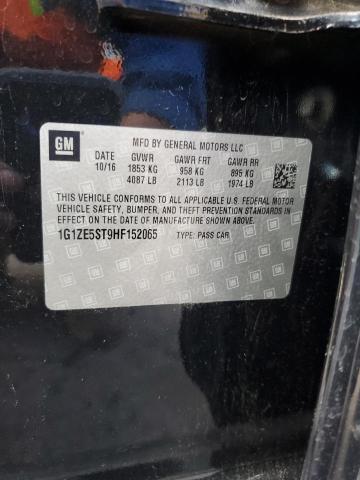 GM
MFD BY GENERAL MOTORS LLC
DATE GVWR GAWR FRT GAWR RR
10/16 1853 KG 958 KG 895 KG
4087 LB 2113 LB 1974 LB
THIS VEHICLE CONFORMS TO ALL APPLICABLE U.S. FEDERAL MOTOR
VEHICLE SAFETY, BUMPER, AND THEFT PREVENTION STANDARDS
IN EFFECT ON THE DATE OF MANUFACTURE SHOWN ABOVE.
1G1ZE5ST9HF152065 TYPE: PASS CAR